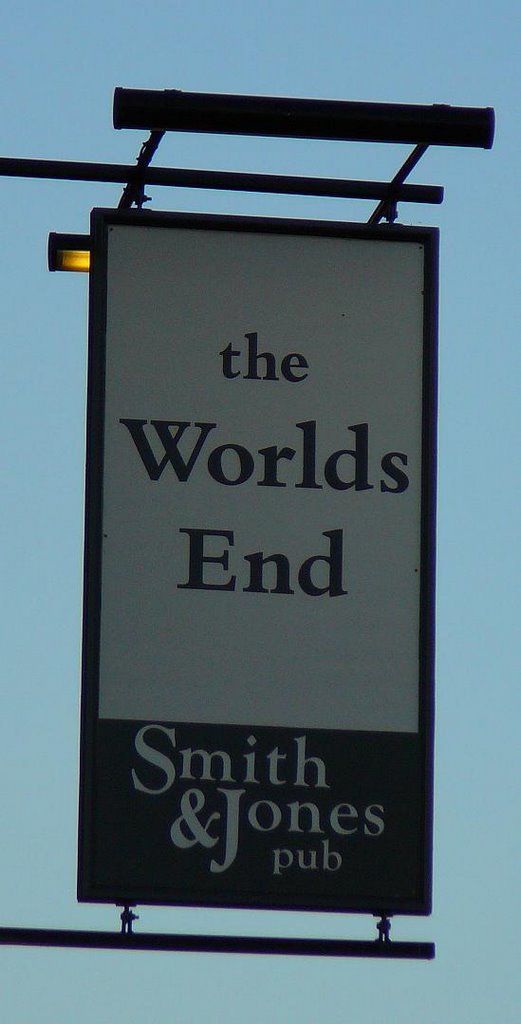 the
Worlds
End
Smith
&Jones
pub